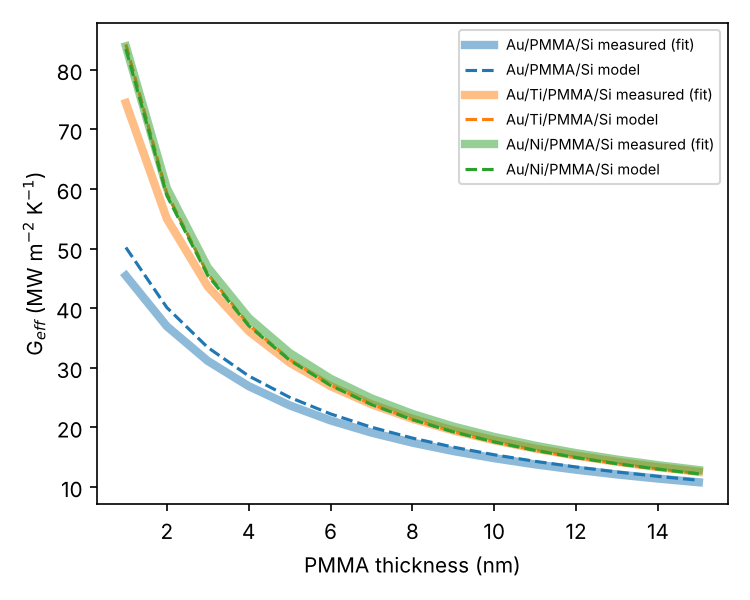 Au/PMMA/Si measured (fit)
Au/PMMA/Si model
Au/Ti/PMMA/Si measured (fit)
Au/Ti/PMMA/Si model
Au/Ni/PMMA/Si measured (fit)
Au/Ni/PMMA/Si model
80
70
60
50
40
30
20
10
G_{eff} (MW m^{−2} K^{−1})
2 4 6 8 10 12 14
PMMA thickness (nm)